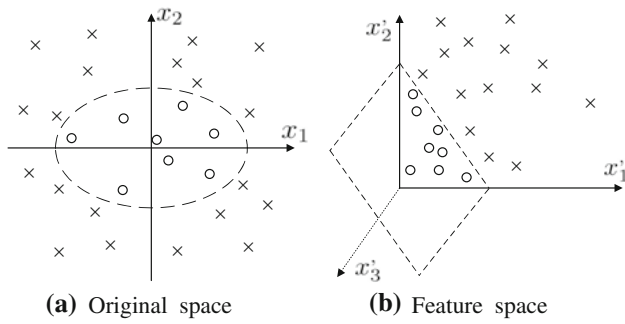 x₂
x₁
(a) Original space
x'₂
x'₁
x'₃
(b) Feature space